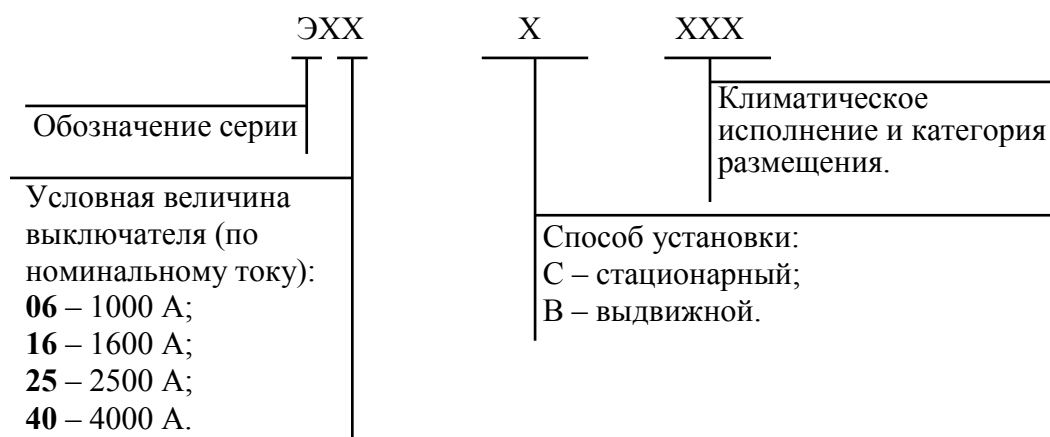 ЭХХ Х ХХХ
Обозначение серии
Условная величина
выключателя (по
номинальному току):
06 – 1000 А;
16 – 1600 А;
25 – 2500 А;
40 – 4000 А.
Способ установки:
С – стационарный;
В – выдвижной.
Климатическое
исполнение и категория
размещения.